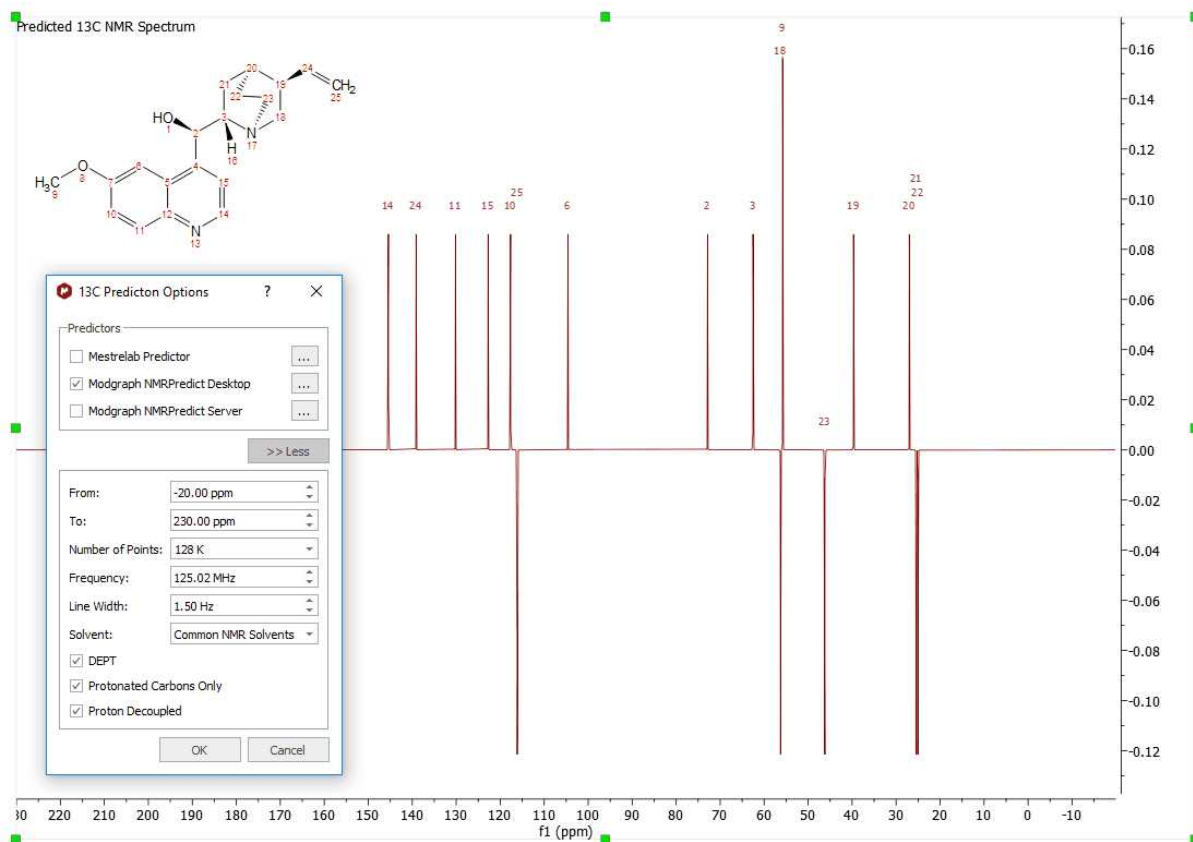 Predicted 13C NMR Spectrum
9
18
0.16
0.14
0.12
0.10
0.08
0.06
0.04
0.02
0.00
-0.02
-0.04
-0.06
-0.08
-0.10
-0.12
20
24
21
19
CH2
25
22
23
HO
1
3
18
2
N
17
H
16
O
8
H3C
9
6
4
7
5
15
10
12
14
11
N
13
14
24
11
15
10
25
6
2
3
23
19
21
22
20
13C Predicton Options
?
Predictors
Mestrelab Predictor
...
Modgraph NMRPredict Desktop
...
Modgraph NMRPredict Server
...
>> Less
From:
-20.00 ppm
To:
230.00 ppm
Number of Points:
128 K
Frequency:
125.02 MHz
Line Width:
1.50 Hz
Solvent:
Common NMR Solvents
DEPT
Protonated Carbons Only
Proton Decoupled
OK
Cancel
30 220 210 200 190 180 170 160 150 140 130 120 110 100 90 80 70 60 50 40 30 20 10 0 -10
f1 (ppm)